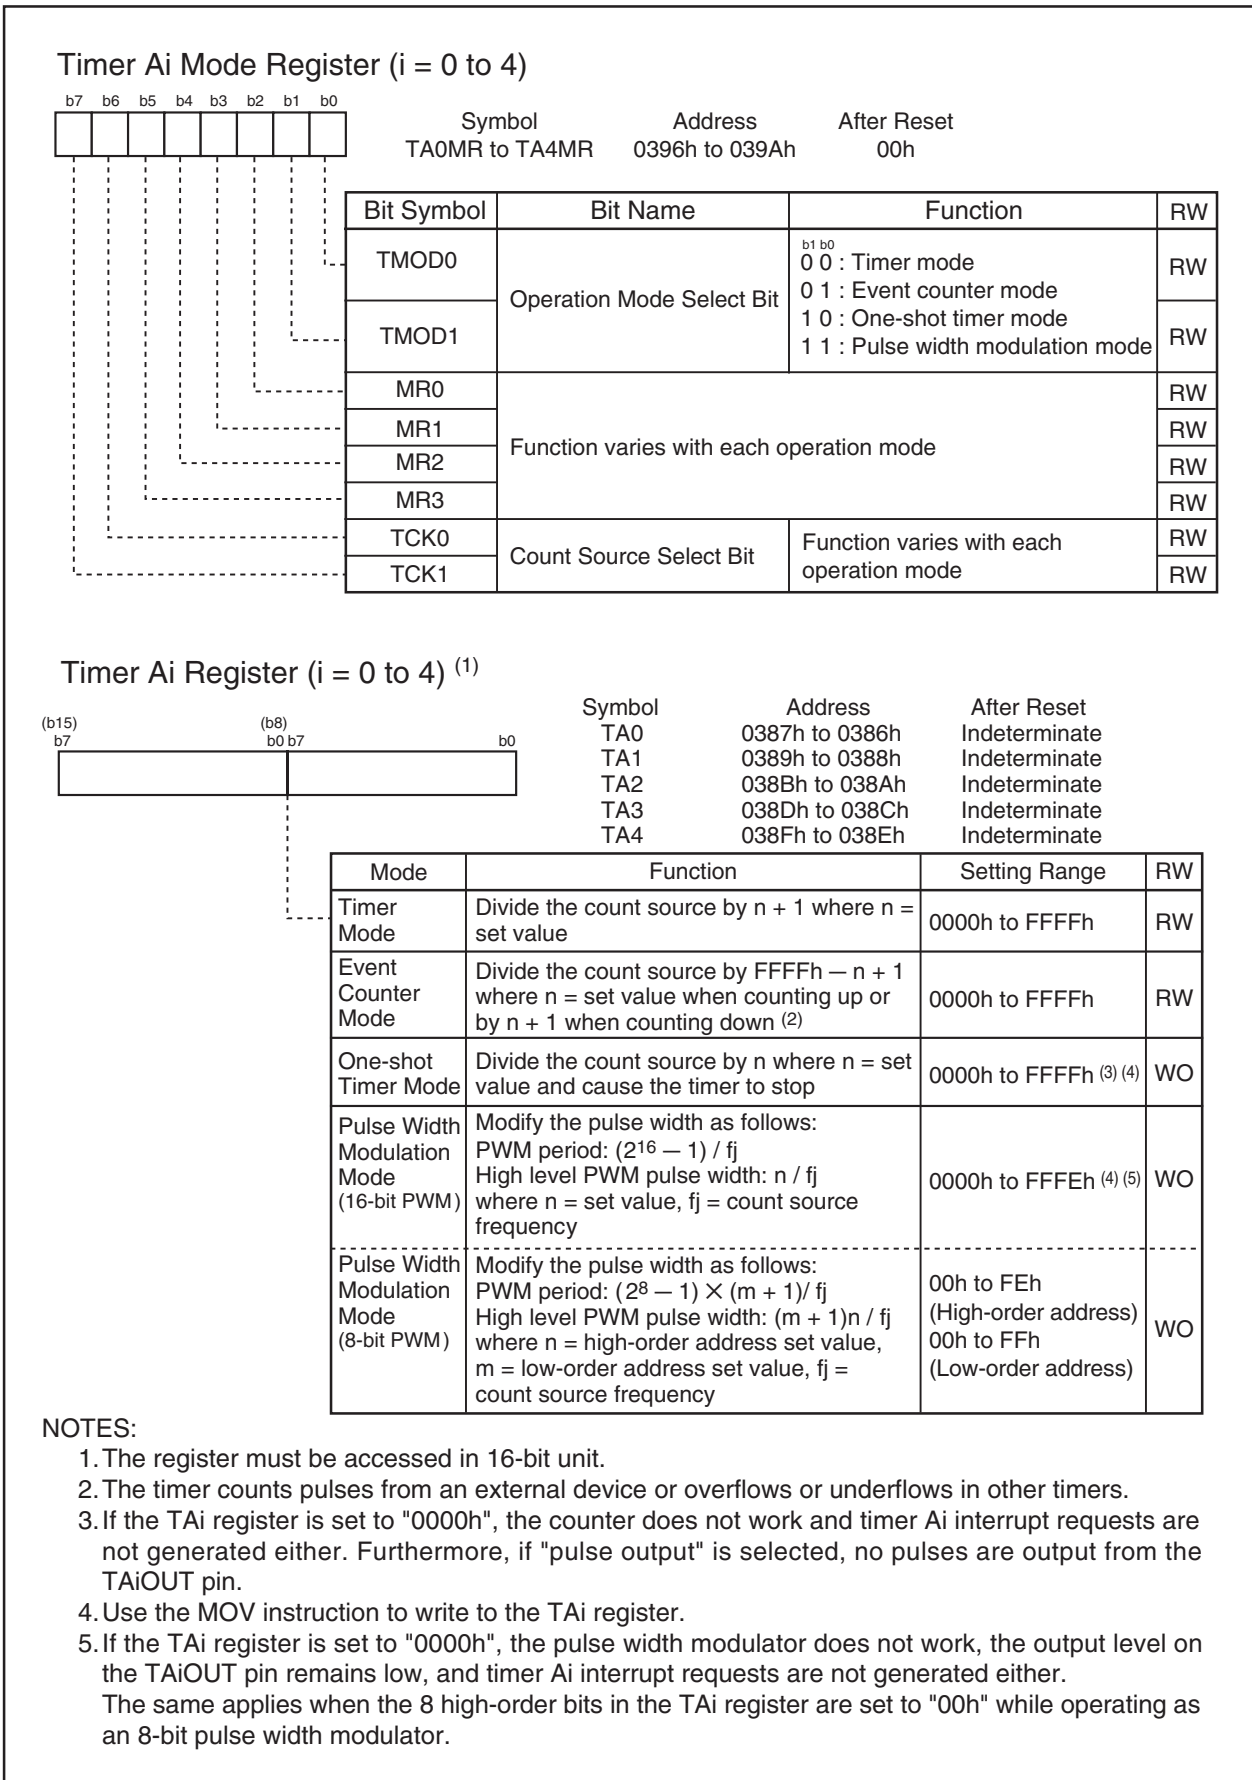 Timer Ai Mode Register (i = 0 to 4)
b7 b6 b5 b4 b3 b2 b1 b0
Symbol Address After Reset
TA0MR to TA4MR 0396h to 039Ah 00h
Bit Symbol Bit Name Function RW
TMOD0 Operation Mode Select Bit b1 b0
0 0 : Timer mode RW
0 1 : Event counter mode
TMOD1 1 0 : One-shot timer mode RW
1 1 : Pulse width modulation mode
MR0 Function varies with each operation mode RW
MR1 RW
MR2 RW
MR3 RW
TCK0 Count Source Select Bit Function varies with each RW
TCK1 operation mode RW
Timer Ai Register (i = 0 to 4) (1)
(b15) (b8)
b7 b0 b7 b0
Symbol Address After Reset
TA0 0387h to 0386h Indeterminate
TA1 0389h to 0388h Indeterminate
TA2 038Bh to 038Ah Indeterminate
TA3 038Dh to 038Ch Indeterminate
TA4 038Fh to 038Eh Indeterminate
Mode Function Setting Range RW
Timer Divide the count source by n + 1 where n = 0000h to FFFFh RW
Mode set value
Event Divide the count source by FFFFh — n + 1
Counter where n = set value when counting up or 0000h to FFFFh RW
Mode by n + 1 when counting down (2)
One-shot Divide the count source by n where n = set 0000h to FFFFh (3) (4) WO
Timer Mode value and cause the timer to stop
Pulse Width Modify the pulse width as follows:
Modulation PWM period: (2¹⁶ — 1) / fj
Mode High level PWM pulse width: n / fj 0000h to FFFEh (4) (5) WO
(16-bit PWM) where n = set value, fj = count source
frequency
Pulse Width Modify the pulse width as follows:
Modulation PWM period: (2⁸ — 1) × (m + 1)/ fj 00h to FEh
Mode High level PWM pulse width: (m + 1)n / fj (High-order address)
(8-bit PWM) where n = high-order address set value, 00h to FFh WO
m = low-order address set value, fj = (Low-order address)
count source frequency
NOTES:
1. The register must be accessed in 16-bit unit.
2. The timer counts pulses from an external device or overflows or underflows in other timers.
3. If the TAi register is set to "0000h", the counter does not work and timer Ai interrupt requests are
not generated either. Furthermore, if "pulse output" is selected, no pulses are output from the
TAiOUT pin.
4. Use the MOV instruction to write to the TAi register.
5. If the TAi register is set to "0000h", the pulse width modulator does not work, the output level on
the TAiOUT pin remains low, and timer Ai interrupt requests are not generated either.
The same applies when the 8 high-order bits in the TAi register are set to "00h" while operating as
an 8-bit pulse width modulator.